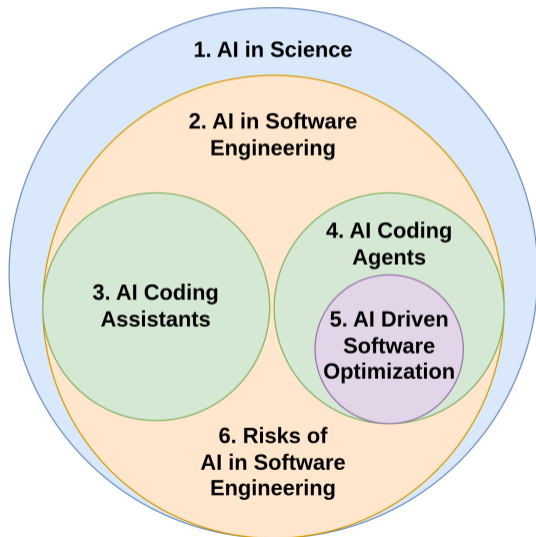 1. AI in Science
2. AI in Software
Engineering
4. AI Coding
Agents
3. AI Coding
Assistants
5. AI Driven
Software
Optimization
6. Risks of
AI in Software
Engineering